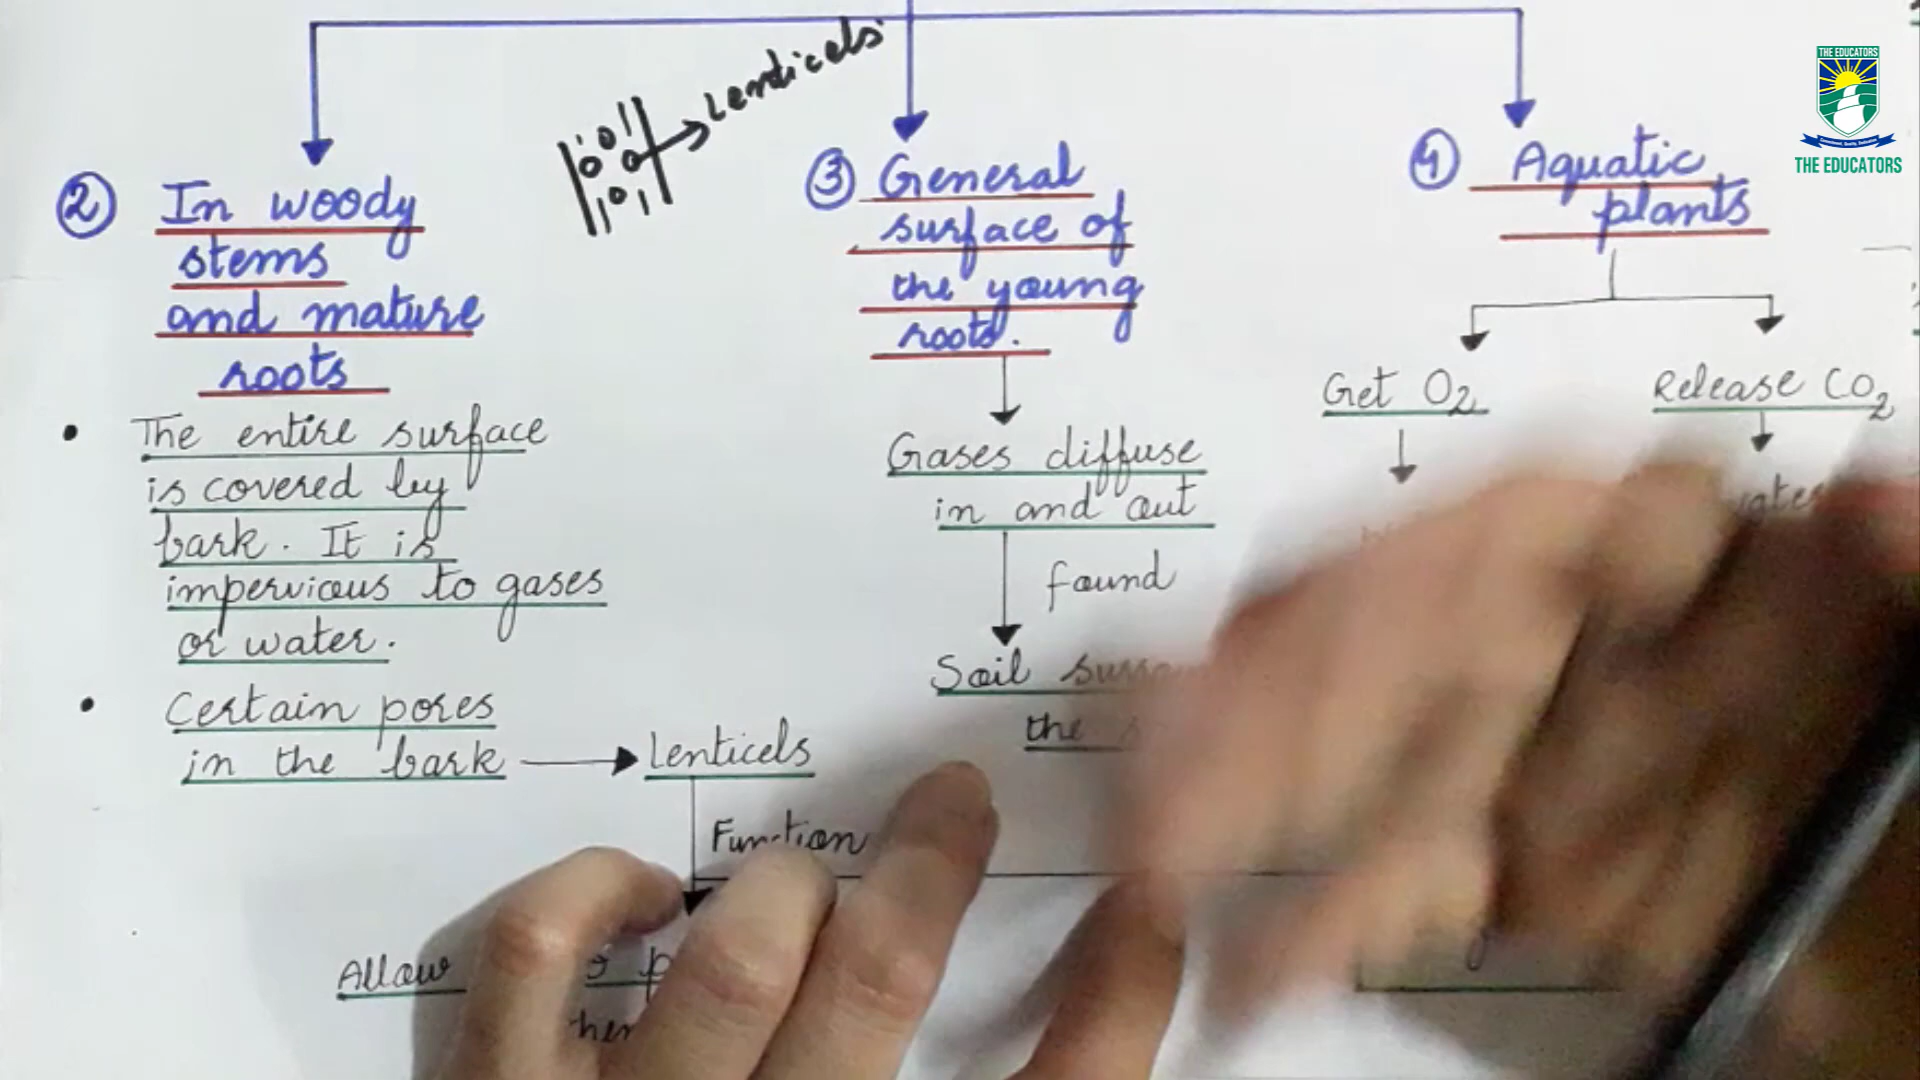 Lenticels
THE EDUCATORS
THE EDUCATORS
2 In woody
stems
and mature
roots
The entire surface
is covered by
bark. It is
impervious to gases
or water.
Certain pores
in the bark
Lenticels
Function
Allow
3 General
surface of
the young
roots.
Gases diffuse
in and out
found
Soil
the
4 Aquatic
plants
Get O2
Release CO2